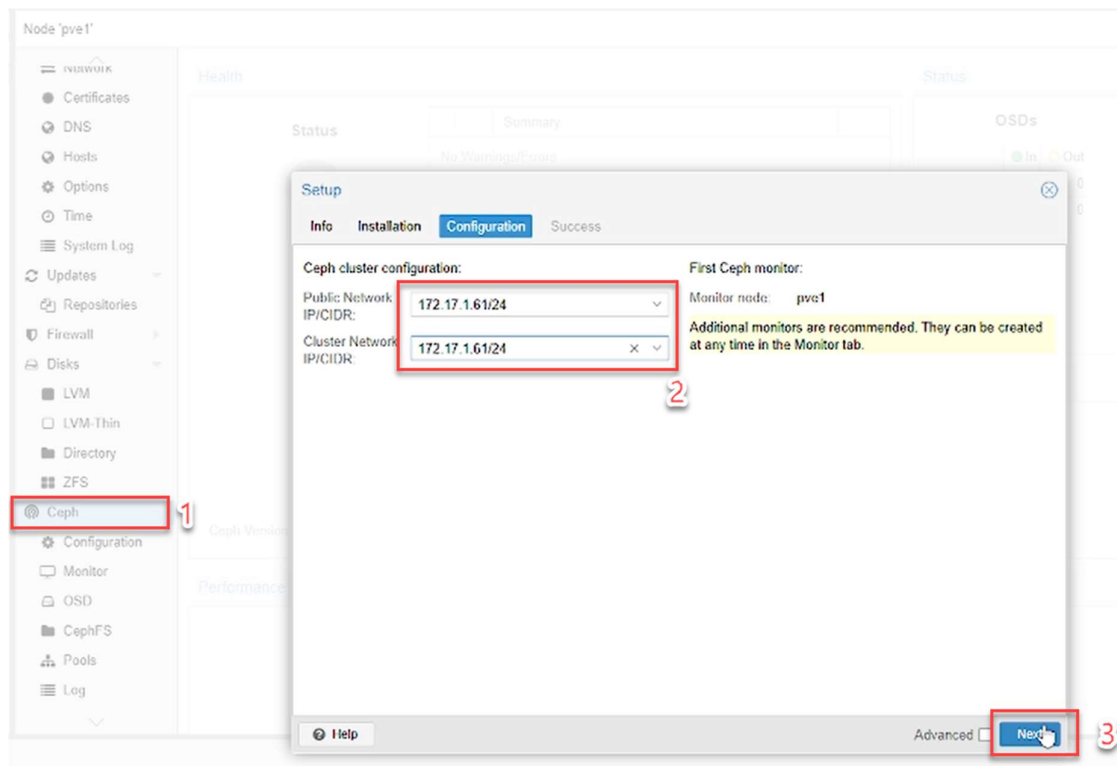 Node 'pve1'
Network
Certificates
DNS
Hosts
Options
Time
System Log
Updates
Repositories
Firewall
Disks
LVM
LVM-Thin
Directory
ZFS
Ceph
1
Configuration
Monitor
OSD
CephFS
Pools
Log
Health
Status
Summary
No Warnings/Errors
Ceph Version
Performance
Status
OSDs
In Out
0
0
Setup
Info Installation Configuration Success
Ceph cluster configuration:
Public Network
IP/CIDR:
172.17.1.61/24
Cluster Network
IP/CIDR:
172.17.1.61/24
2
First Ceph monitor:
Monitor node: pve1
Additional monitors are recommended. They can be created
at any time in the Monitor tab.
Help
Advanced
Next
3